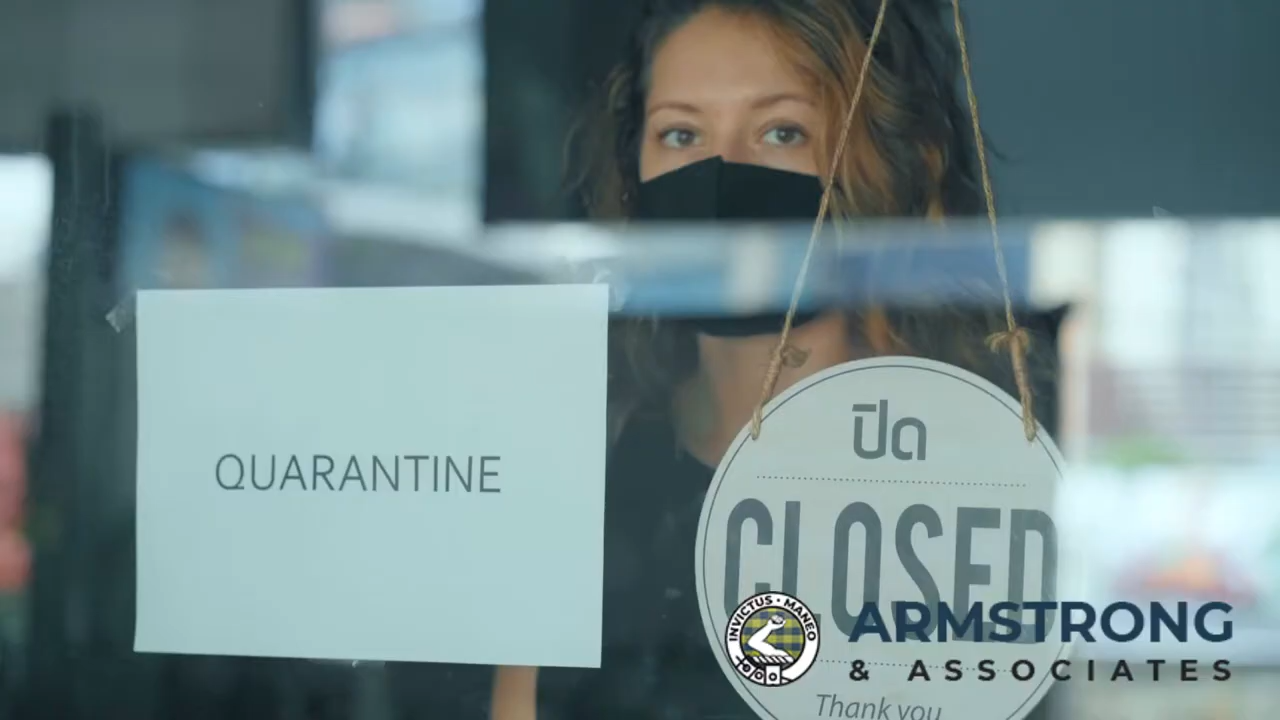 QUARANTINE
ปิด
CLOSED
Thank you
INVICTUS · MANEO
ARMSTRONG
& ASSOCIATES